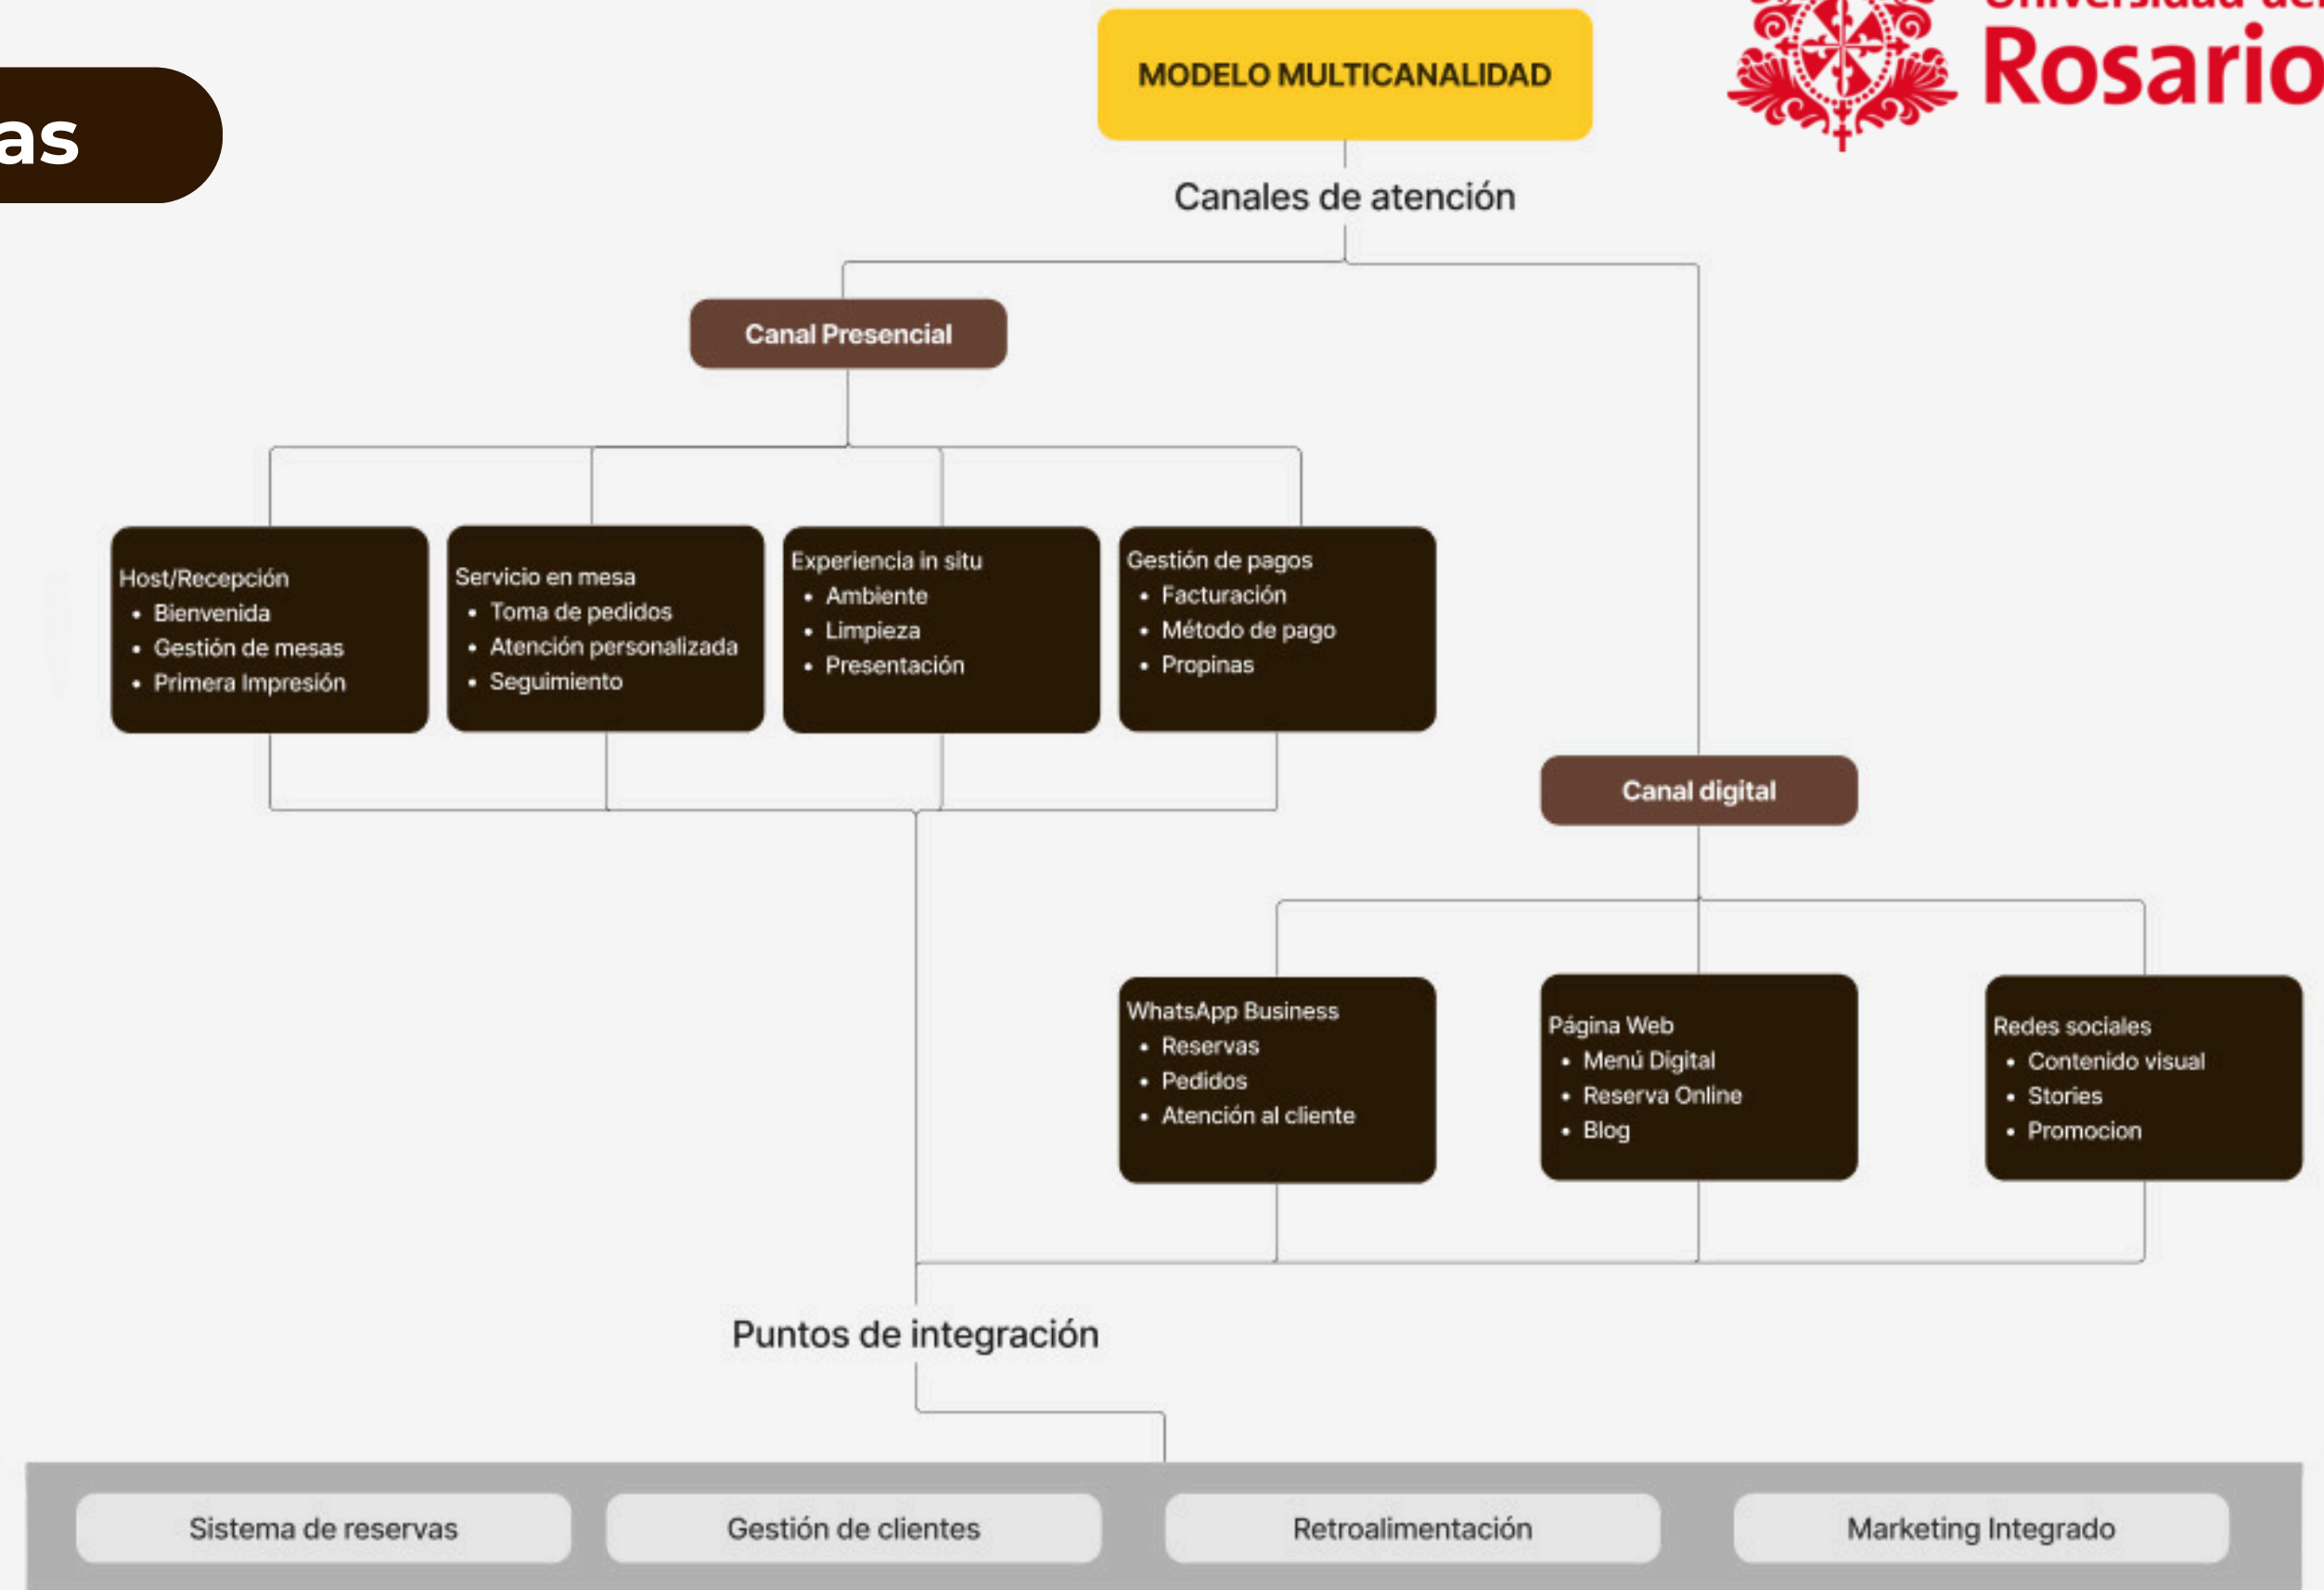 as
MODELO MULTICANALIDAD
Universidad del
Rosario
Canales de atención
Canal Presencial
Host/Recepción
• Bienvenida
• Gestión de mesas
• Primera Impresión
Servicio en mesa
• Toma de pedidos
• Atención personalizada
• Seguimiento
Experiencia in situ
• Ambiente
• Limpieza
• Presentación
Gestión de pagos
• Facturación
• Método de pago
• Propinas
Canal digital
WhatsApp Business
• Reservas
• Pedidos
• Atención al cliente
Página Web
• Menú Digital
• Reserva Online
• Blog
Redes sociales
• Contenido visual
• Stories
• Promocion
Puntos de integración
Sistema de reservas
Gestión de clientes
Retroalimentación
Marketing Integrado